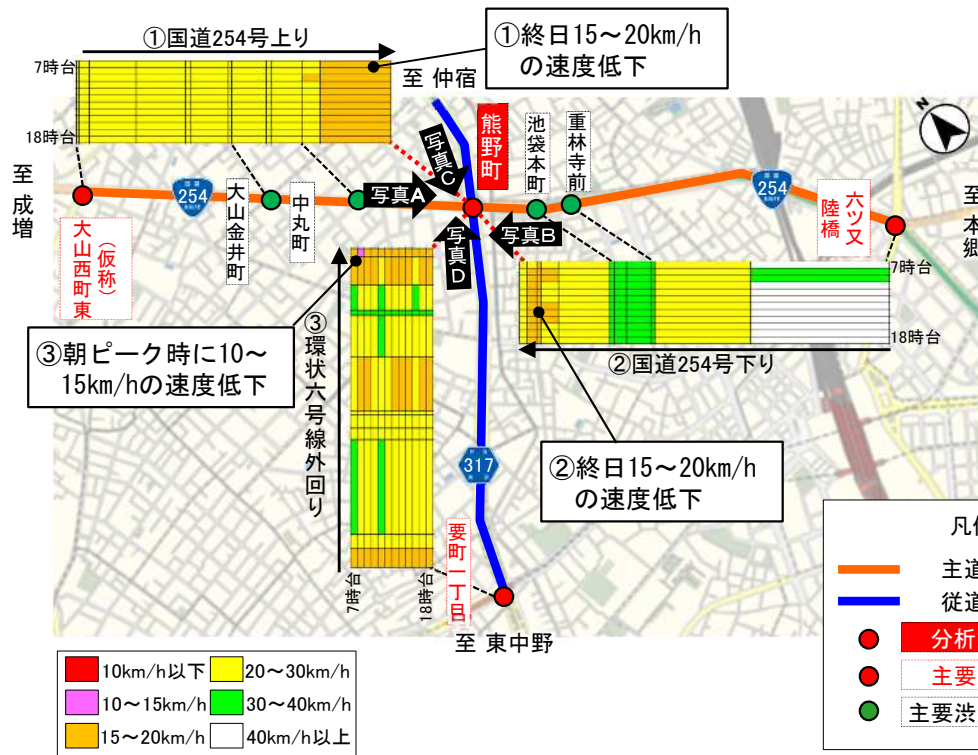 ①国道254号上り
①終日15～20km/h
の速度低下
7時台
18時台
至 仲宿
至 成増
254
大山西町東
(仮称)
大山金井町
中丸町
写真A
写真C
熊野町
写真D
写真B
池袋本町
重林寺前
254
六ツ又
陸橋
至 本郷
7時台
18時台
②国道254号下り
③朝ピーク時に10～
15km/hの速度低下
③環状六号線外回り
7時台
18時台
317
②終日15～20km/h
の速度低下
要町一丁目
至 東中野
10km/h以下
20～30km/h
10～15km/h
30～40km/h
15～20km/h
40km/h以上
主道
従道
分析
主要
主要渋
N